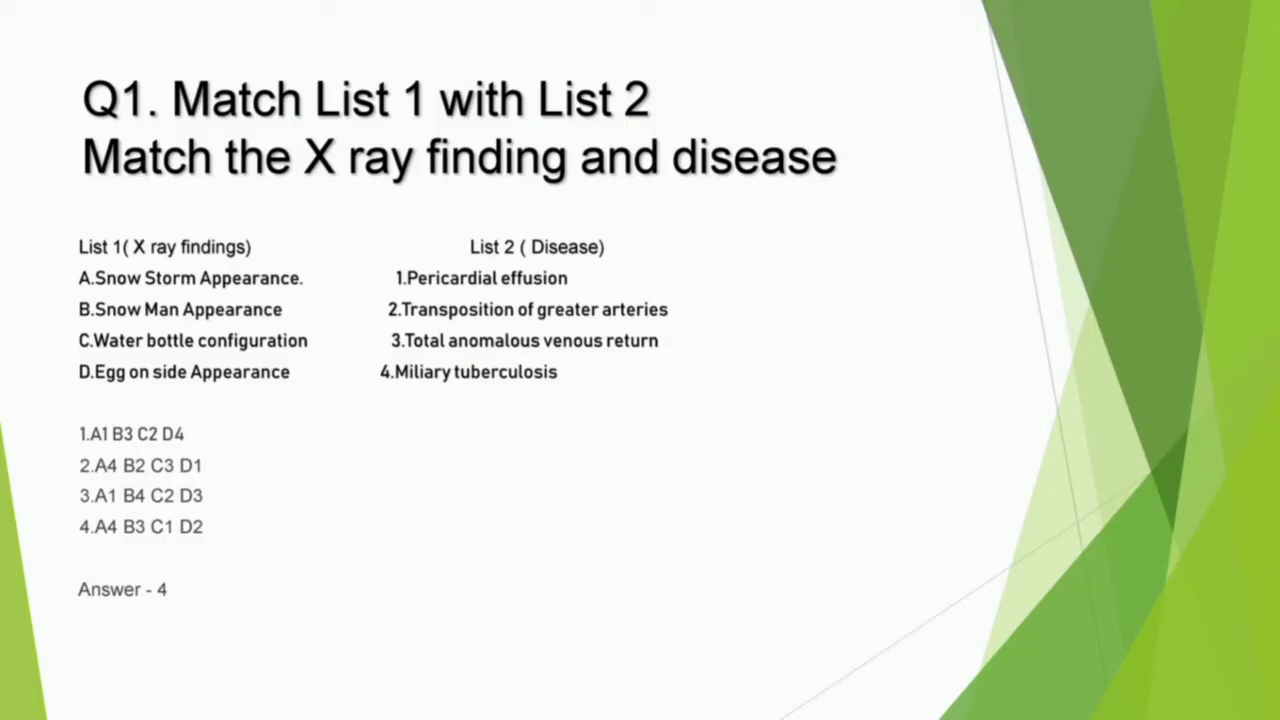 Q1. Match List 1 with List 2
Match the X ray finding and disease
List 1( X ray findings) List 2 ( Disease)
A.Snow Storm Appearance. 1.Pericardial effusion
B.Snow Man Appearance 2.Transposition of greater arteries
C.Water bottle configuration 3.Total anomalous venous return
D.Egg on side Appearance 4.Miliary tuberculosis
1.A1 B3 C2 D4
2.A4 B2 C3 D1
3.A1 B4 C2 D3
4.A4 B3 C1 D2
Answer - 4